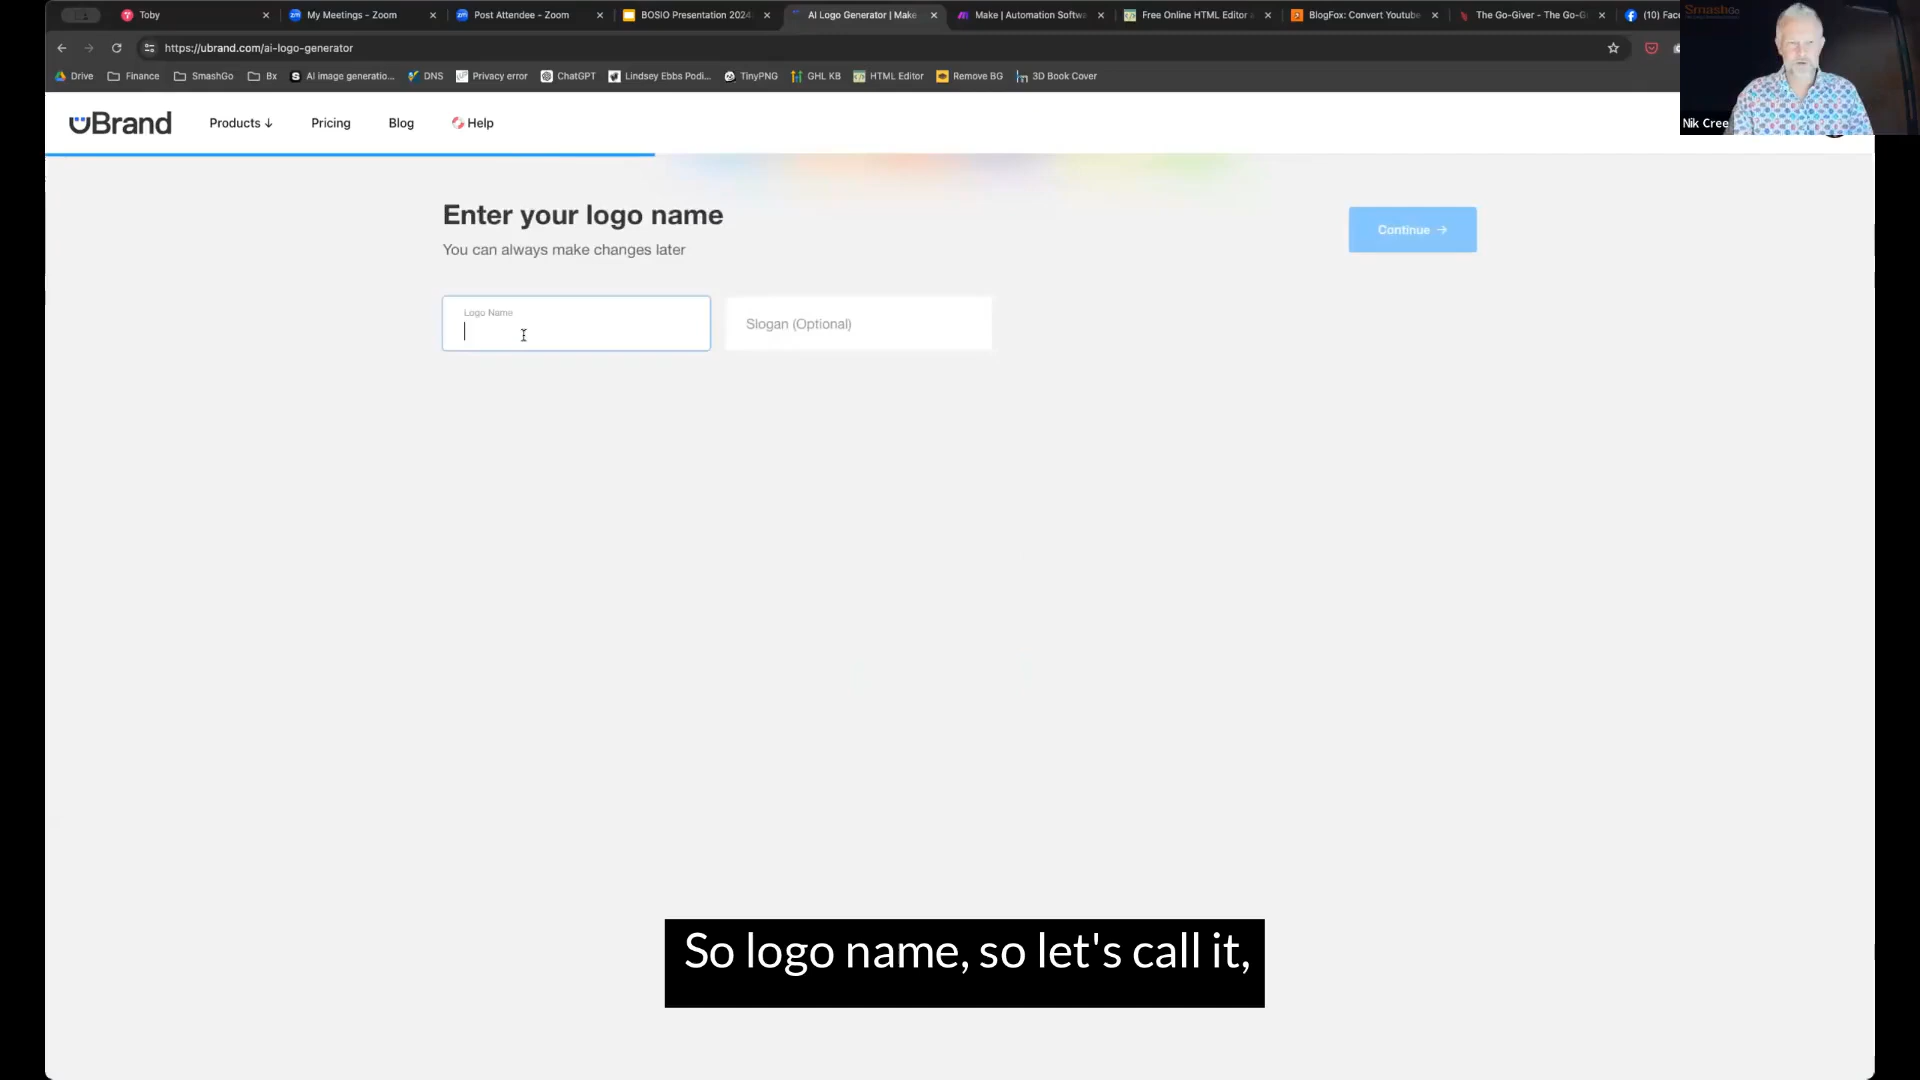 Toby
My Meetings - Zoom
Post Attendee - Zoom
BOSIO Presentation 2024
AI Logo Generator | Make
Make | Automation Softwa
Free Online HTML Editor
BlogFox: Convert Youtube
The Go-Giver - The Go-G
(10) Face
https://ubrand.com/ai-logo-generator
Drive
Finance
SmashGo
Bx
AI image generatio...
DNS
Privacy error
ChatGPT
Lindsey Ebbs Podi...
TinyPNG
GHL KB
HTML Editor
Remove BG
3D Book Cover
SmashGo
Nik Cree
uBrand
Products ↓
Pricing
Blog
Help
Enter your logo name
You can always make changes later
Continue →
Logo Name
Slogan (Optional)
So logo name, so let's call it,